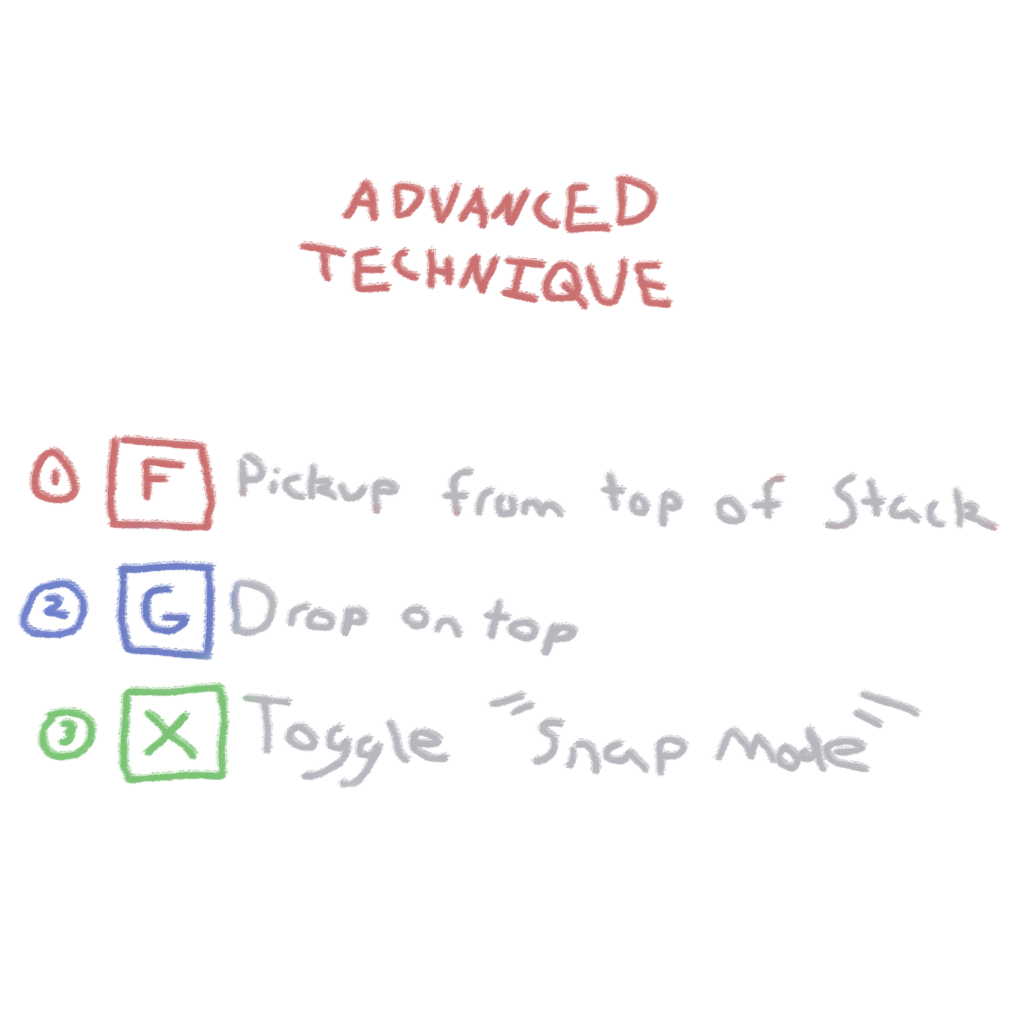 ADVANCED
TECHNIQUE
1 F Pickup from top of Stack
2 G Drop on top
3 X Toggle "Snap Mode"